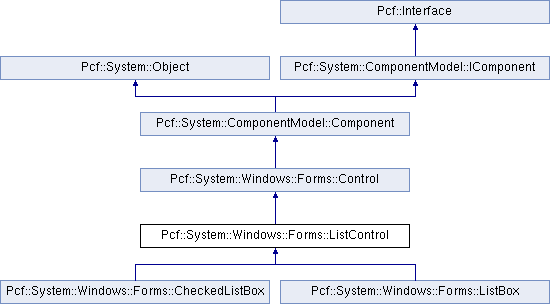 Pcf::Interface
Pcf::System::Object
Pcf::System::ComponentModel::IComponent
Pcf::System::ComponentModel::Component
Pcf::System::Windows::Forms::Control
Pcf::System::Windows::Forms::ListControl
Pcf::System::Windows::Forms::CheckedListBox
Pcf::System::Windows::Forms::ListBox